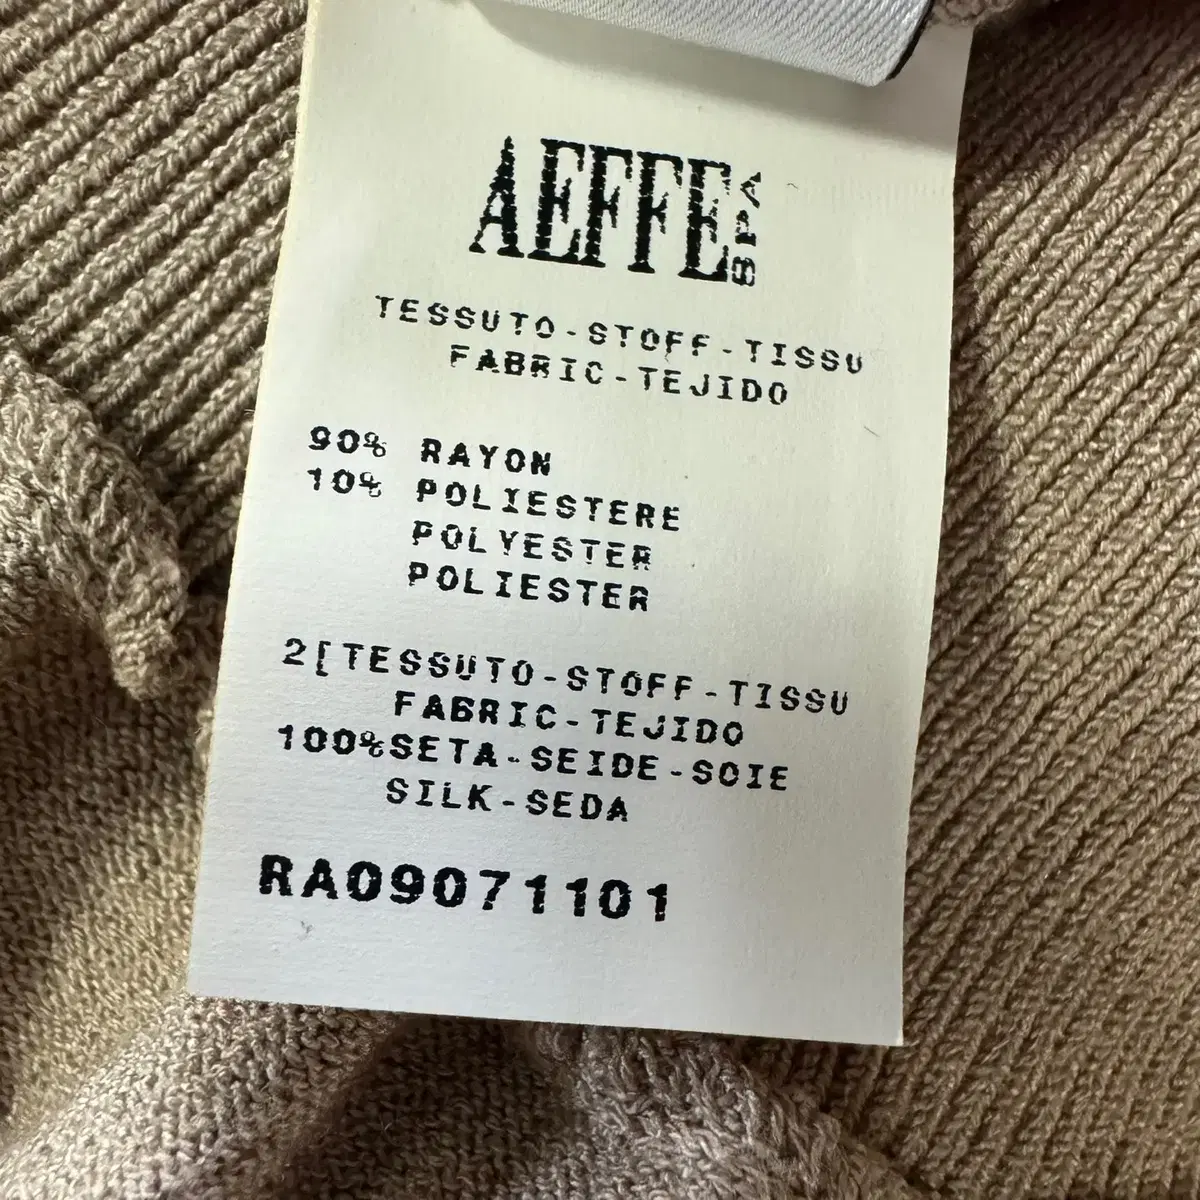 AEFFE SPA
TESSUTO-STOFF-TISSU
FABRIC-TEJIDO
90% RAYON
10% POLIESTERE
POLYESTER
POLIESTER
2[TESSUTO-STOFF-TISSU
FABRIC-TEJIDO
100%SETA-SEIDE-SOIE
SILK-SEDA
RA09071101